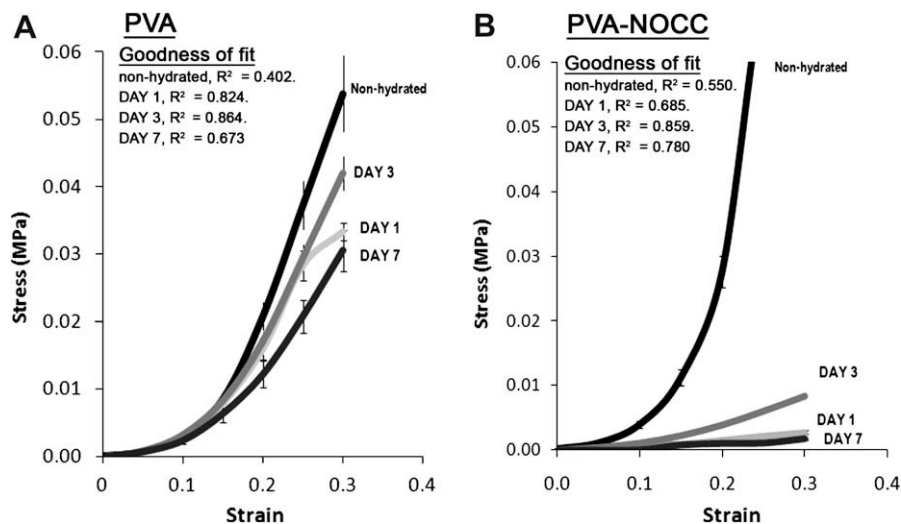 A PVA
Goodness of fit
non-hydrated, R² = 0.402.
DAY 1, R² = 0.824.
DAY 3, R² = 0.864.
DAY 7, R² = 0.673
Non-hydrated
DAY 3
DAY 1
DAY 7
0.06
0.05
0.04
0.03
0.02
0.01
0.00
Stress (MPa)
0 0.1 0.2 0.3 0.4
Strain
B PVA-NOCC
Goodness of fit
non-hydrated, R² = 0.550.
DAY 1, R² = 0.685.
DAY 3, R² = 0.859.
DAY 7, R² = 0.780
Non-hydrated
DAY 3
DAY 1
DAY 7
0.06
0.05
0.04
0.03
0.02
0.01
0.00
Stress (MPa)
0.0 0.1 0.2 0.3 0.4
Strain